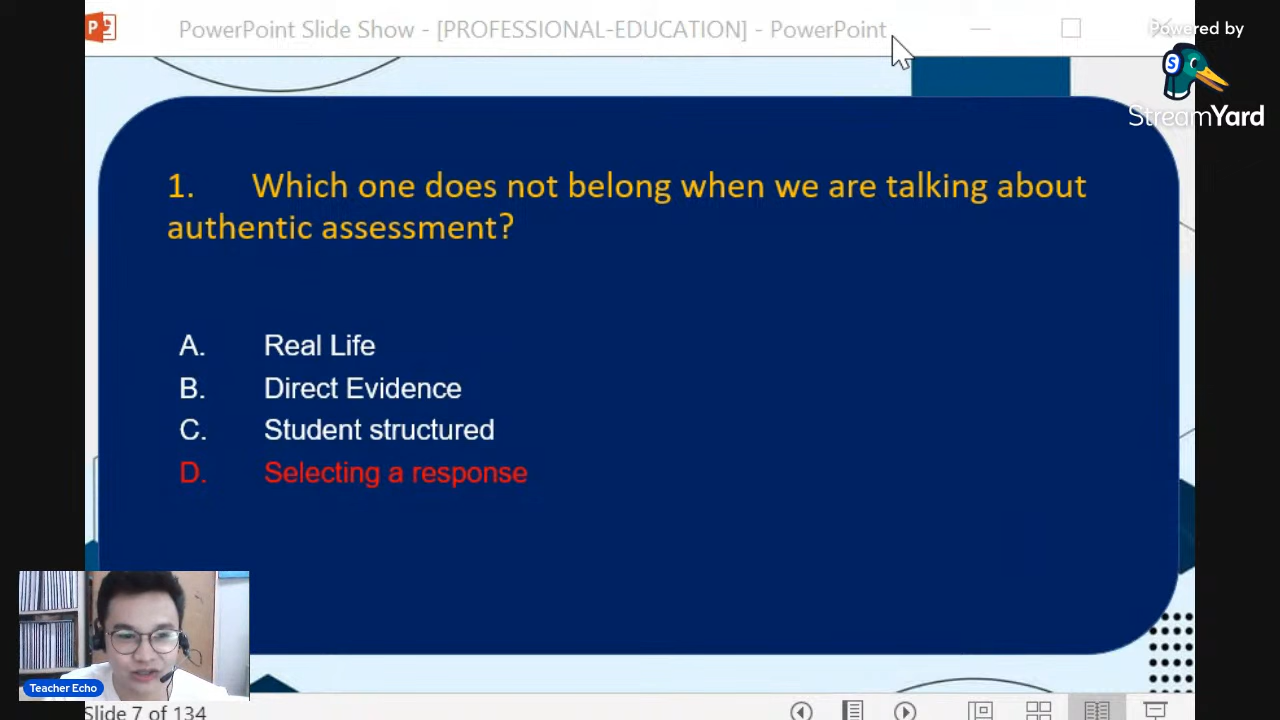 PowerPoint Slide Show - [PROFESSIONAL-EDUCATION] - PowerPoint
Powered by
StreamYard
1. Which one does not belong when we are talking about
authentic assessment?
A. Real Life
B. Direct Evidence
C. Student structured
D. Selecting a response
Teacher Echo
Slide 7 of 134